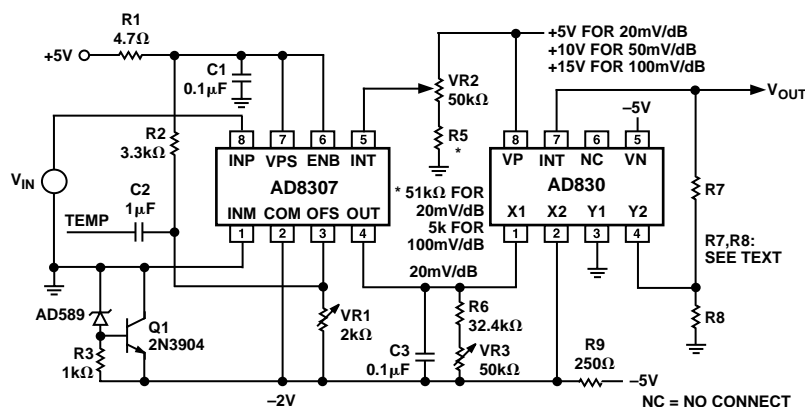 R1
4.7Ω
+5V
C1
0.1μF
R2
3.3kΩ
VR2
50kΩ
R5
*
+5V FOR 20mV/dB
+10V FOR 50mV/dB
+15V FOR 100mV/dB
VOUT
–5V
8 7 6 5
INP VPS ENB INT
AD8307
INM COM OFS OUT
1 2 3 4
8 7 6 5
VP INT NC VN
AD830
X1 X2 Y1 Y2
1 2 3 4
VIN
C2
1μF
TEMP
* 51kΩ FOR
20mV/dB
5k FOR
100mV/dB
R7
R7,R8:
SEE TEXT
R8
20mV/dB
AD589
Q1
2N3904
R3
1kΩ
VR1
2kΩ
C3
0.1μF
R6
32.4kΩ
VR3
50kΩ
R9
250Ω
–5V
–2V
NC = NO CONNECT